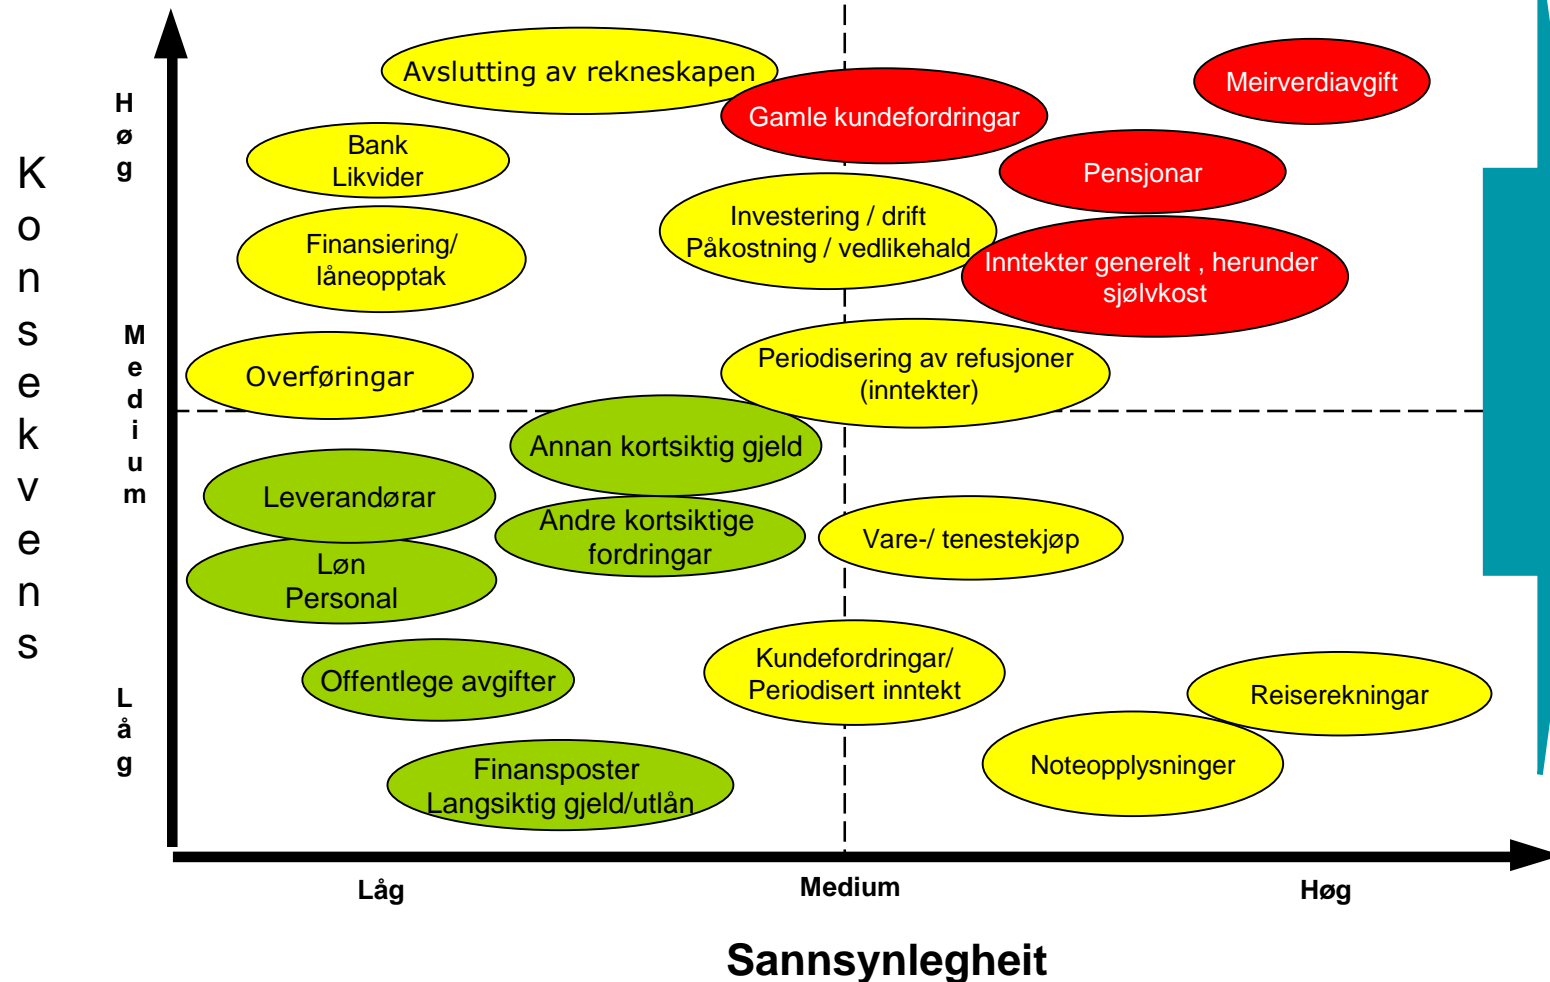 Konsekvens
Høg
Medium
Låg
Avslutting av rekneskapen
Gamle kundefordringar
Meirverdiavgift
Bank
Likvider
Pensjonar
Investering / drift
Påkostning / vedlikehald
Finansiering/
låneopptak
Inntekter generelt , herunder
sjølvkost
Overføringar
Periodisering av refusjoner
(inntekter)
Annan kortsiktig gjeld
Leverandørar
Andre kortsiktige
fordringar
Vare-/ tenestekjøp
Løn
Personal
Offentlege avgifter
Kundefordringar/
Periodisert inntekt
Reiserekningar
Finansposter
Langsiktig gjeld/utlån
Noteopplysninger
Låg
Medium
Høg
Sannsynlegheit